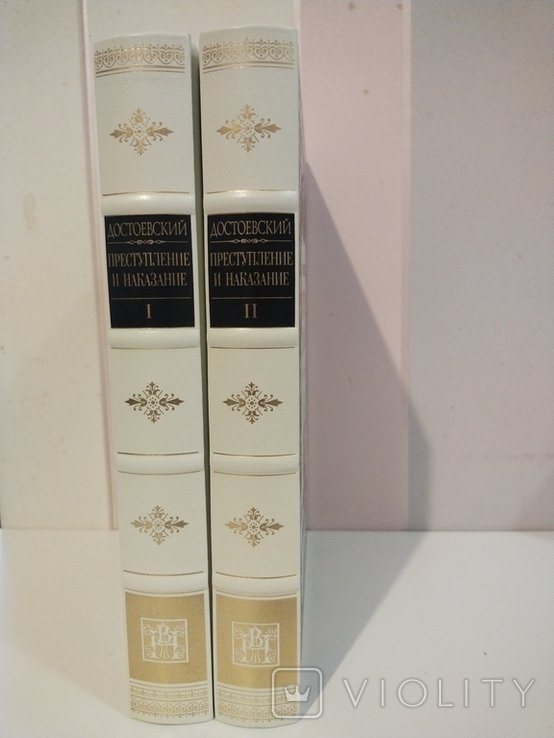 ДОСТОЕВСКИЙ
ПРЕСТУПЛЕНИЕ
И НАКАЗАНИЕ
I
ДОСТОЕВСКИЙ
ПРЕСТУПЛЕНИЕ
И НАКАЗАНИЕ
II
VIOLITY